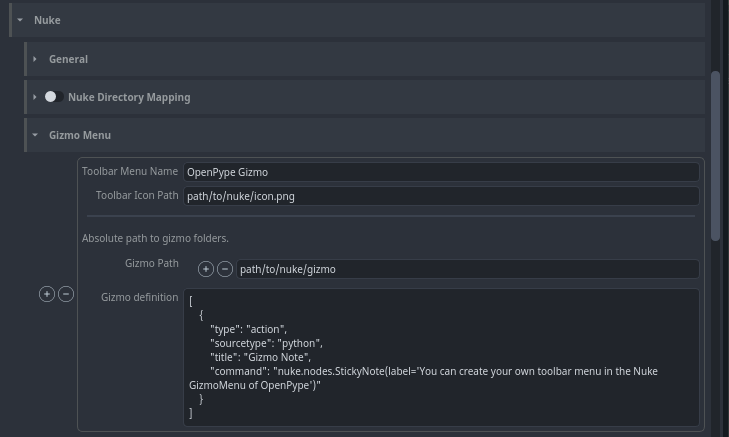 Nuke
General
Nuke Directory Mapping
Gizmo Menu
Toolbar Menu Name OpenPype Gizmo
Toolbar Icon Path path/to/nuke/icon.png
Absolute path to gizmo folders.
Gizmo Path path/to/nuke/gizmo
Gizmo definition
[
    {
        "type": "action",
        "sourcetype": "python",
        "title": "Gizmo Note",
        "command": "nuke.nodes.StickyNote(label='You can create your own toolbar menu in the Nuke
GizmoMenu of OpenPype')"
    }
]